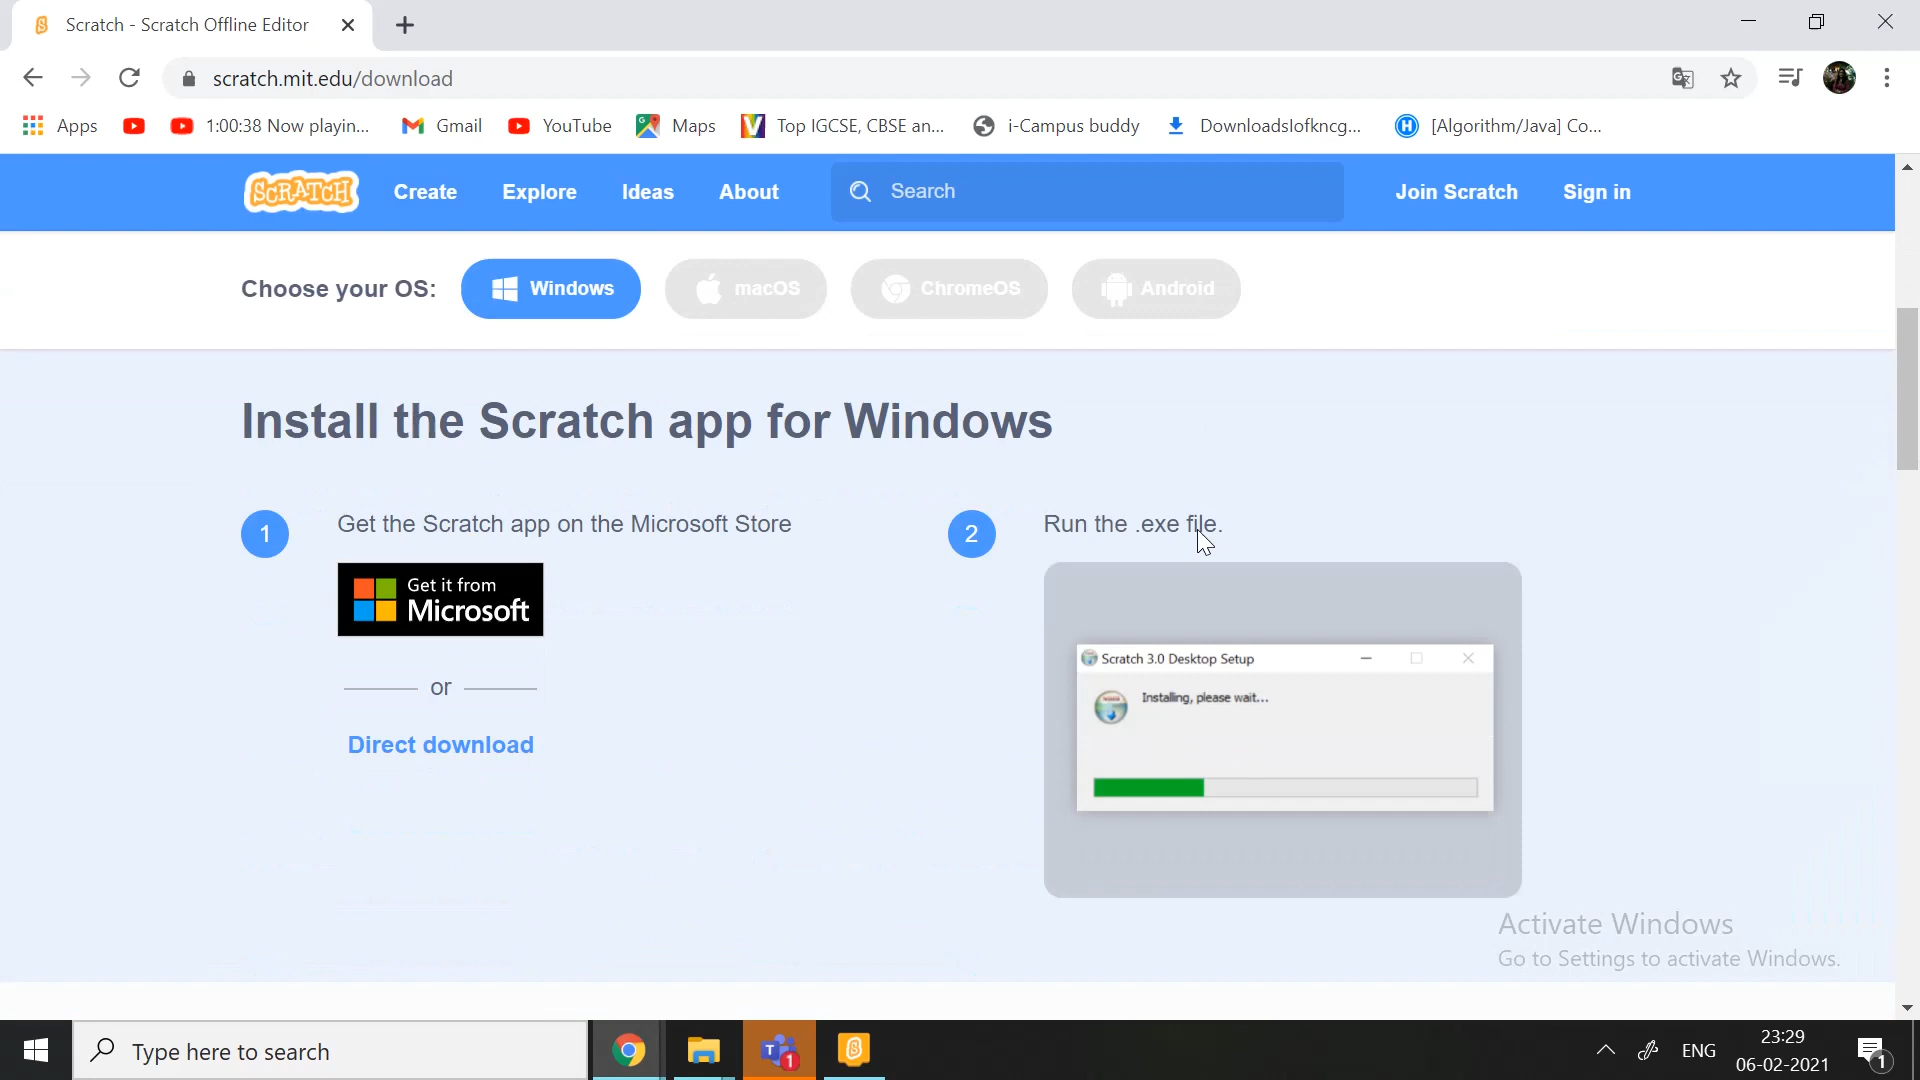 Scratch - Scratch Offline Editor
scratch.mit.edu/download
Apps 1:00:38 Now playin... Gmail YouTube Maps Top IGCSE, CBSE an... i-Campus buddy Downloadslofkncg... [Algorithm/Java] Co...
SCRATCH Create Explore Ideas About Search Join Scratch Sign in
Choose your OS: Windows macOS ChromeOS Android
Install the Scratch app for Windows
1 Get the Scratch app on the Microsoft Store
Get it from
Microsoft
or
Direct download
2 Run the .exe file.
Scratch 3.0 Desktop Setup
Installing, please wait...
Activate Windows
Go to Settings to activate Windows.
Type here to search
1
ENG
23:29
06-02-2021
1